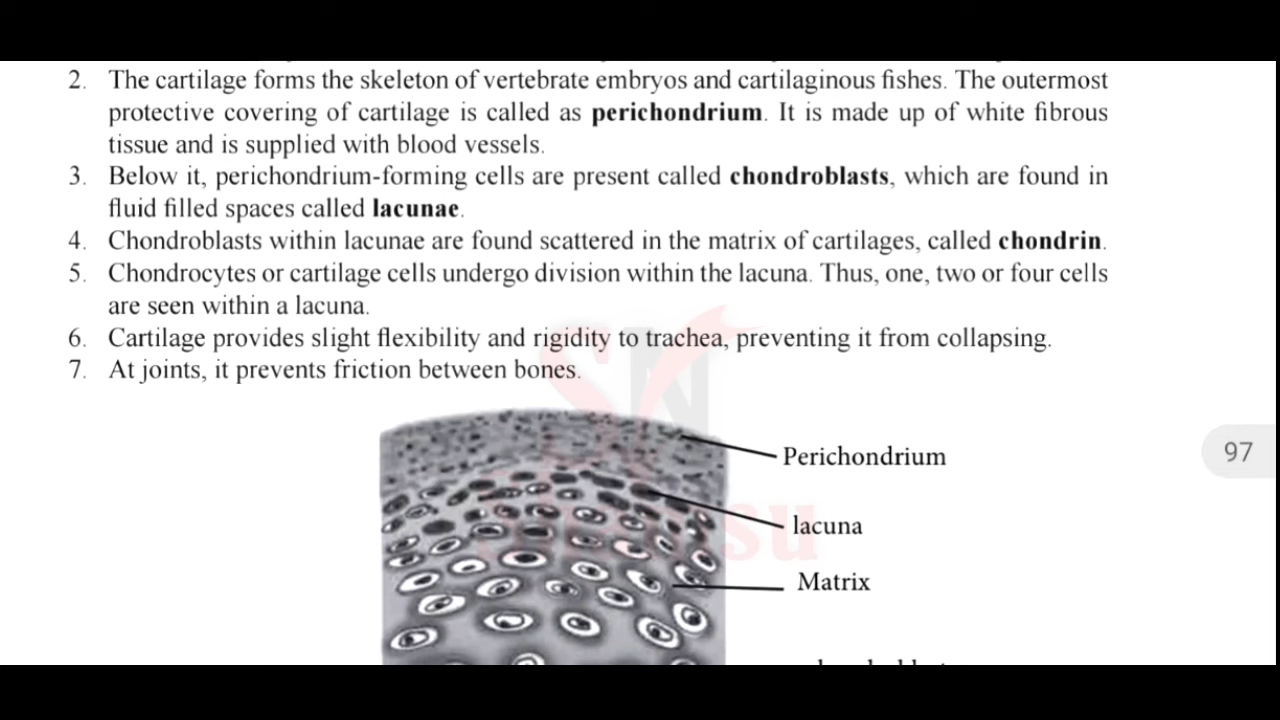 2. The cartilage forms the skeleton of vertebrate embryos and cartilaginous fishes. The outermost
protective covering of cartilage is called as perichondrium. It is made up of white fibrous
tissue and is supplied with blood vessels.
3. Below it, perichondrium-forming cells are present called chondroblasts, which are found in
fluid filled spaces called lacunae.
4. Chondroblasts within lacunae are found scattered in the matrix of cartilages, called chondrin.
5. Chondrocytes or cartilage cells undergo division within the lacuna. Thus, one, two or four cells
are seen within a lacuna.
6. Cartilage provides slight flexibility and rigidity to trachea, preventing it from collapsing.
7. At joints, it prevents friction between bones.
Perichondrium
97
lacuna
Matrix